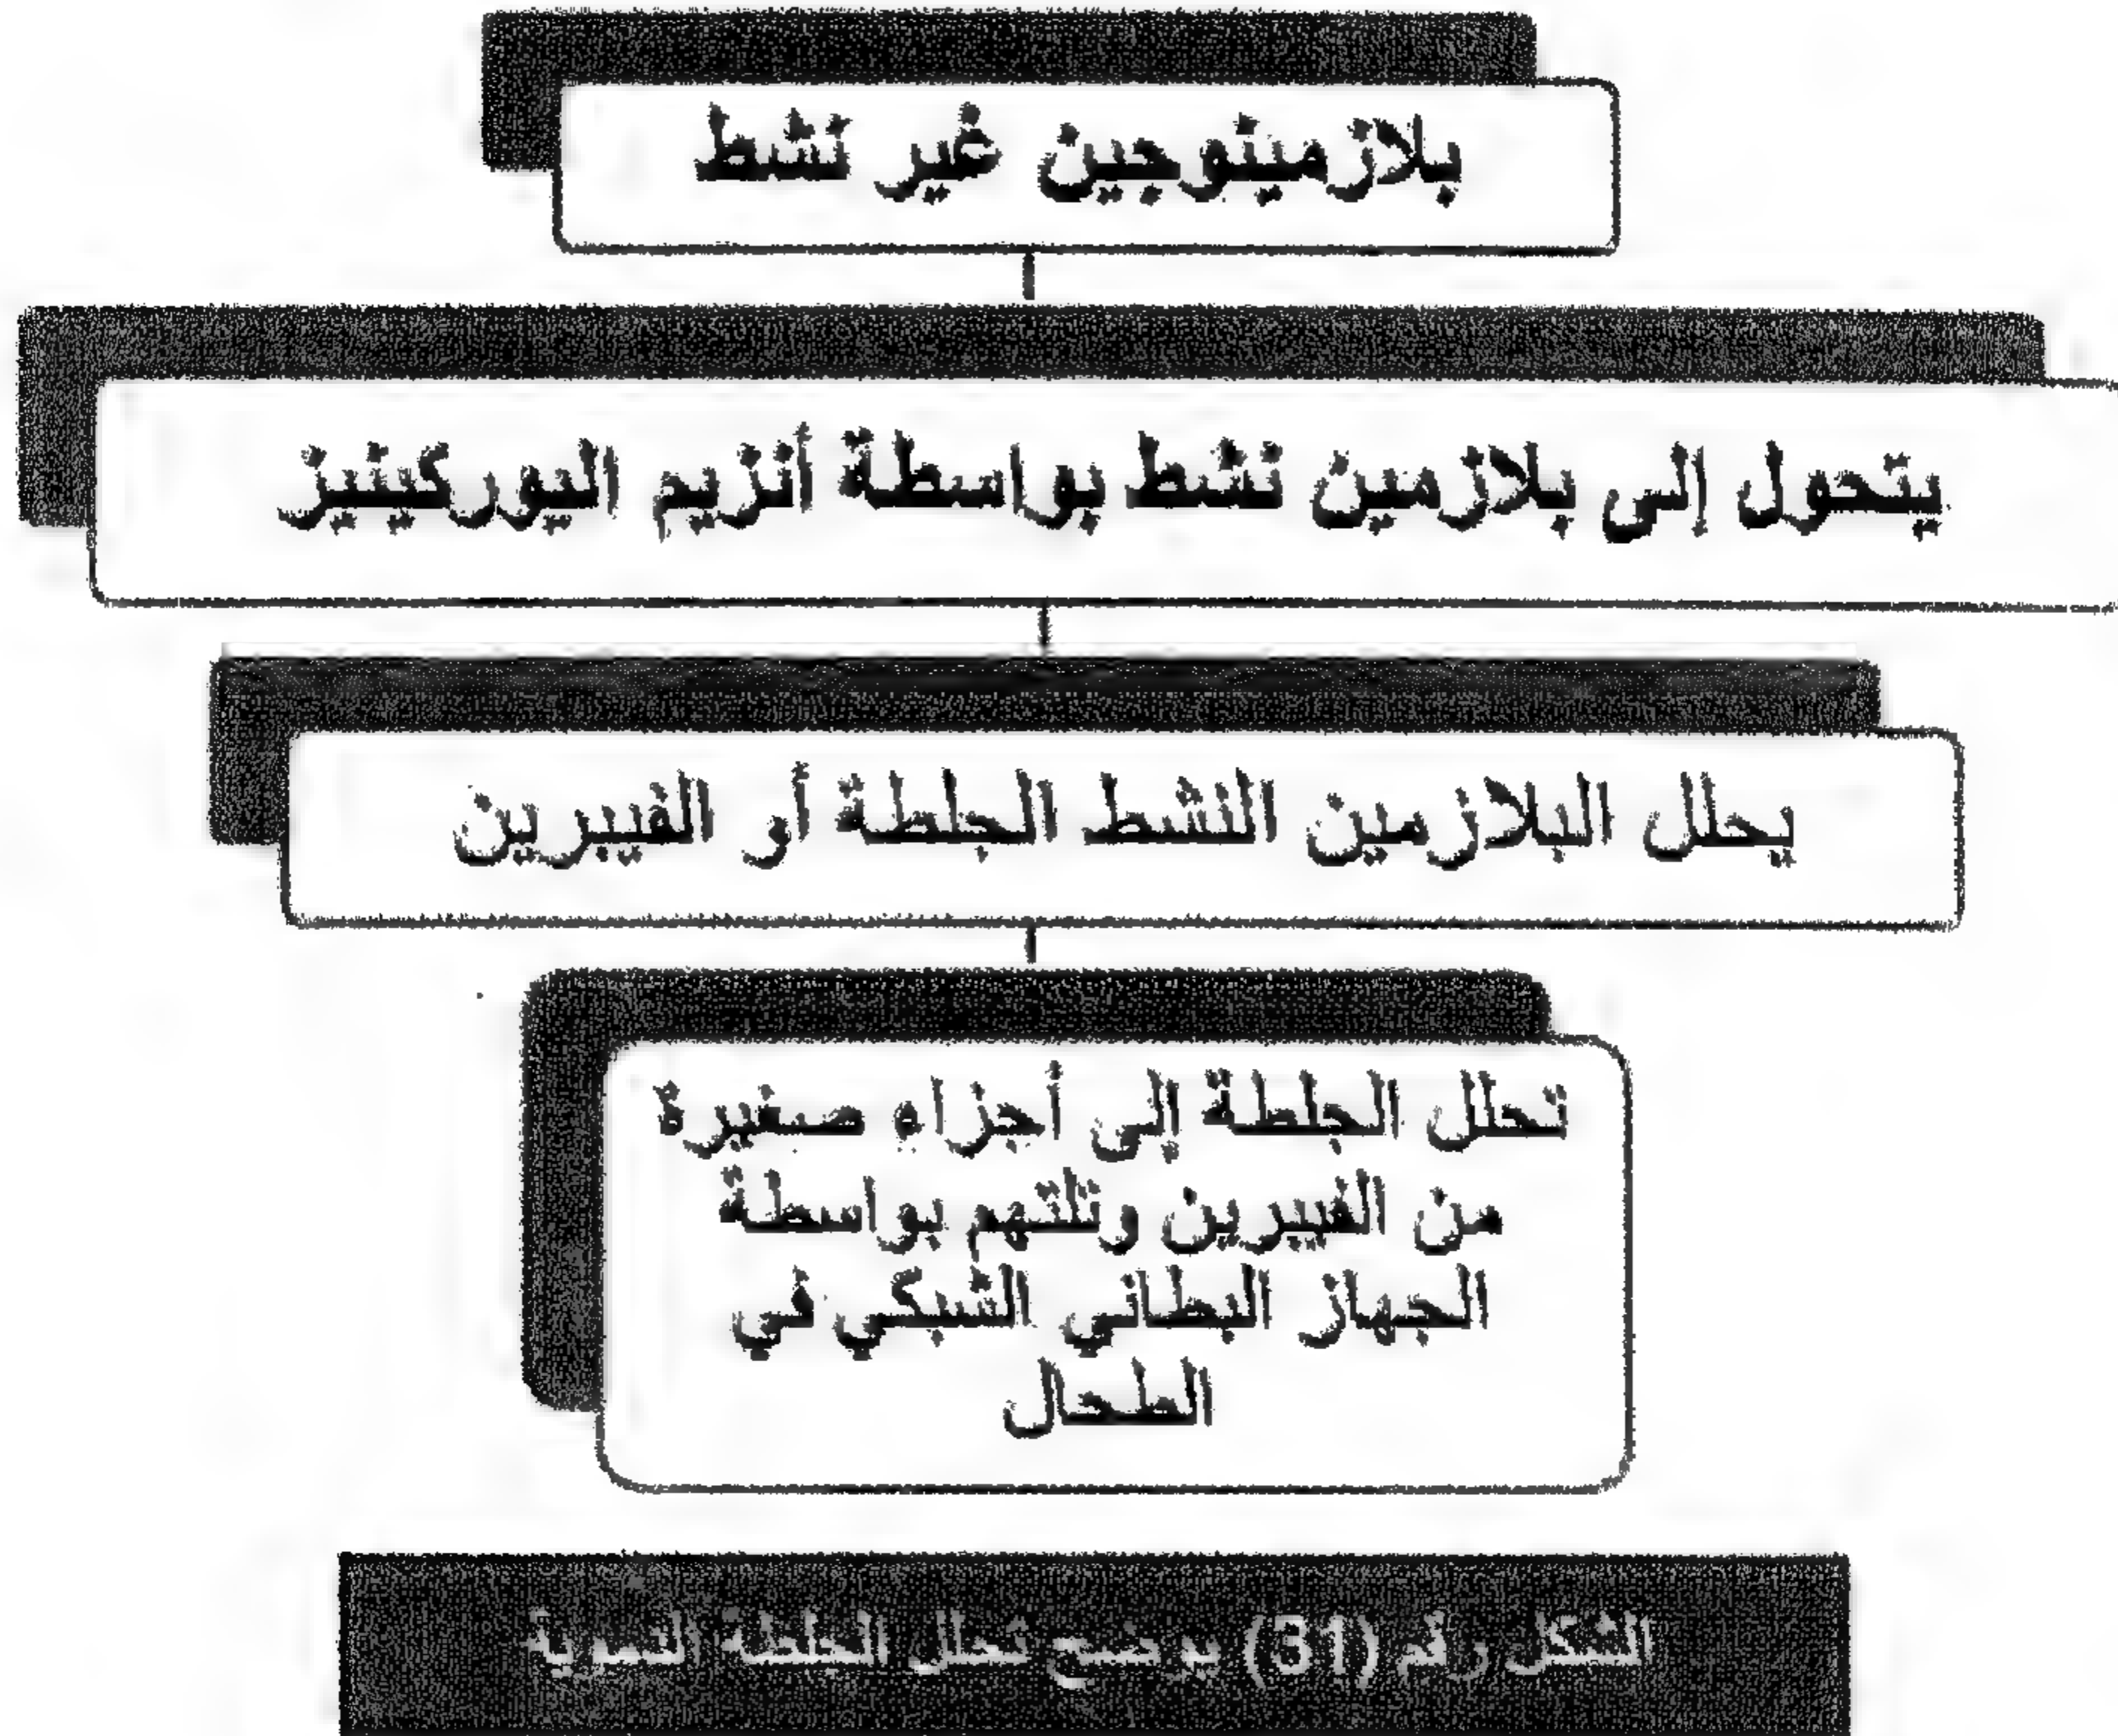 بلازمينوجين غير نشط
يتحول إلى بلازمين نشط بواسطة أنزيم اليوركينيز
يحلل البلازمين النشط الجلطة أو الفيبرين
تحلل الجلطة إلى أجزاء صغيرة
من الفيبرين وتلتهم بواسطة
الجهاز البطاني الشبكي في
الطحال
الشكل رقم (31) يوضح تحلل الجلطة الدموية